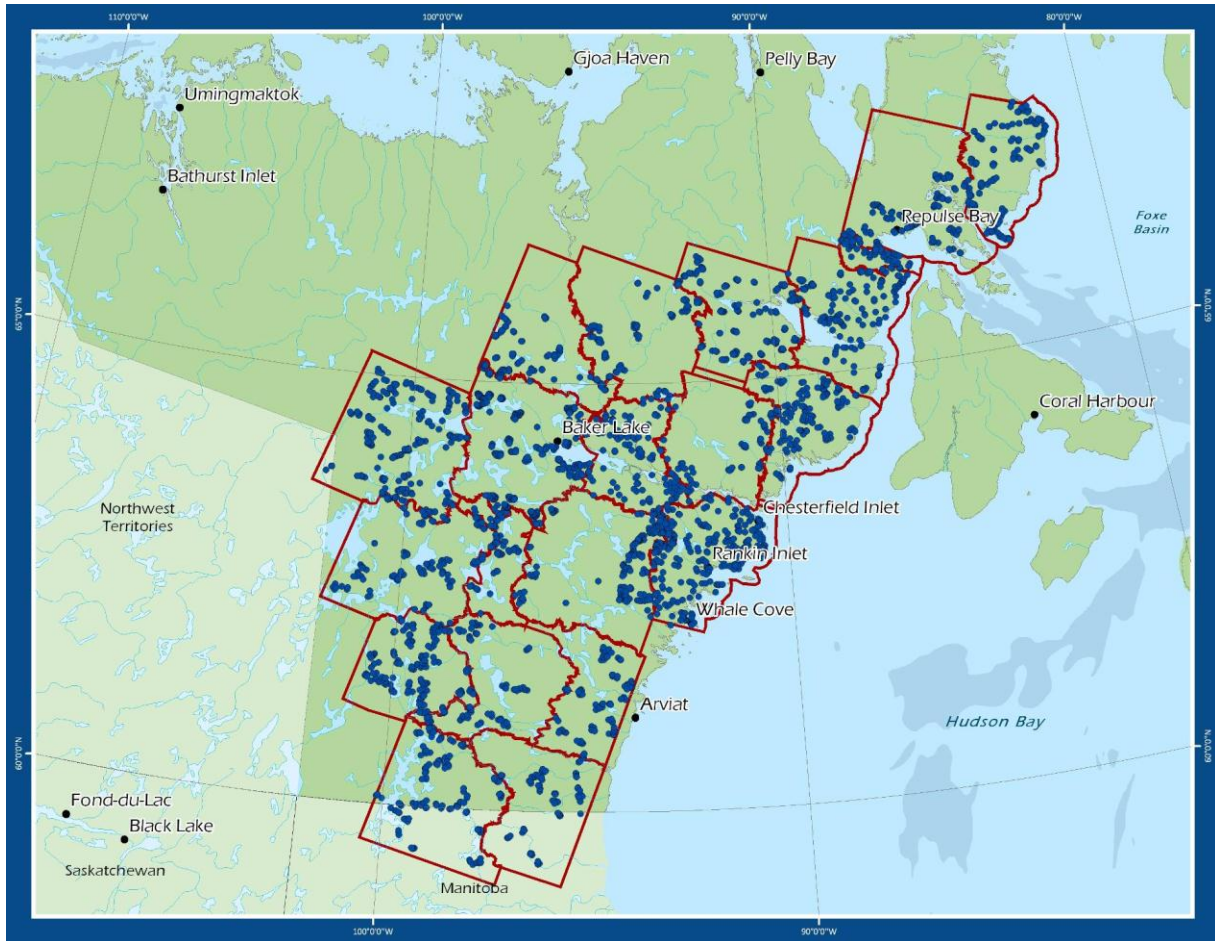 110°0'0"W
100°0'0"W
90°0'0"W
80°0'0"W
Gjoa Haven
Pelly Bay
Umingmaktok
Bathurst Inlet
Repulse Bay
Foxe
Basin
65°0'0"N
65°0'0"N
Coral Harbour
Baker Lake
Northwest
Territories
Chesterfield Inlet
Rankin Inlet
Whale Cove
Arviat
Hudson Bay
60°0'0"N
60°0'0"N
Fond-du-Lac
Black Lake
Saskatchewan
Manitoba
100°0'0"W
90°0'0"W